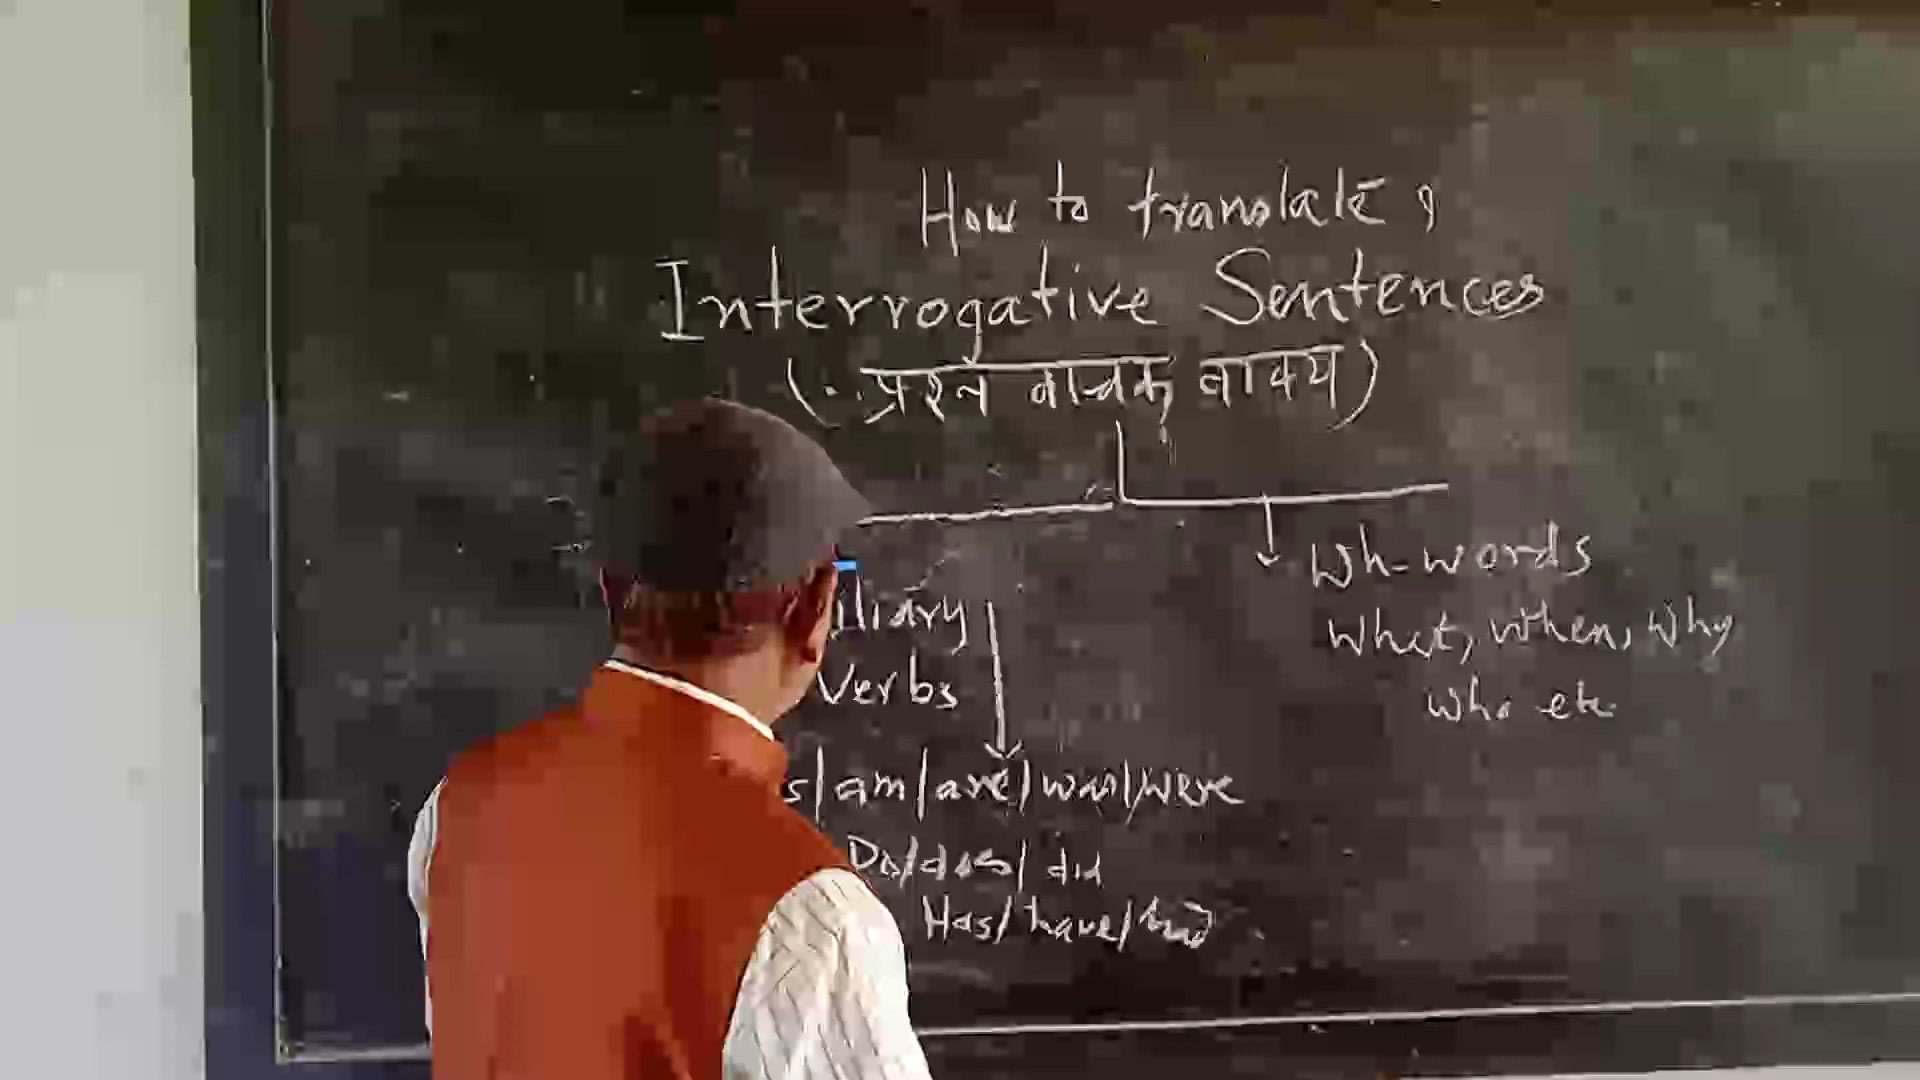 How to translate ?
Interrogative Sentences
(प्रश्न वाचक वाक्य)
Wh-words
What, When, Why
Who etc
iliary
Verbs
s/am/are/was/were
Do/does/did
Has/have/had